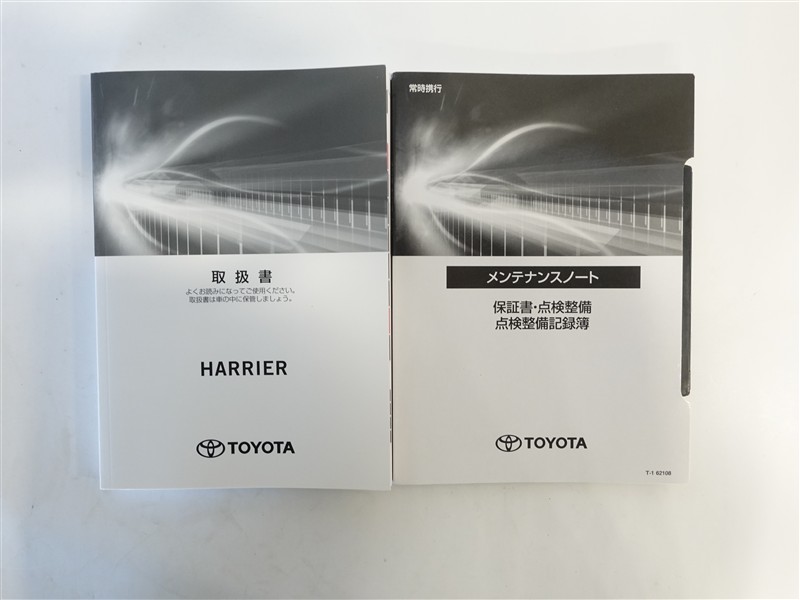 取扱書
よくお読みになってご使用ください。
取扱書は車の中に保管しましょう。
HARRIER
TOYOTA
常時携行
メンテナンスノート
保証書・点検整備
点検整備記録簿
TOYOTA
T-1 62108